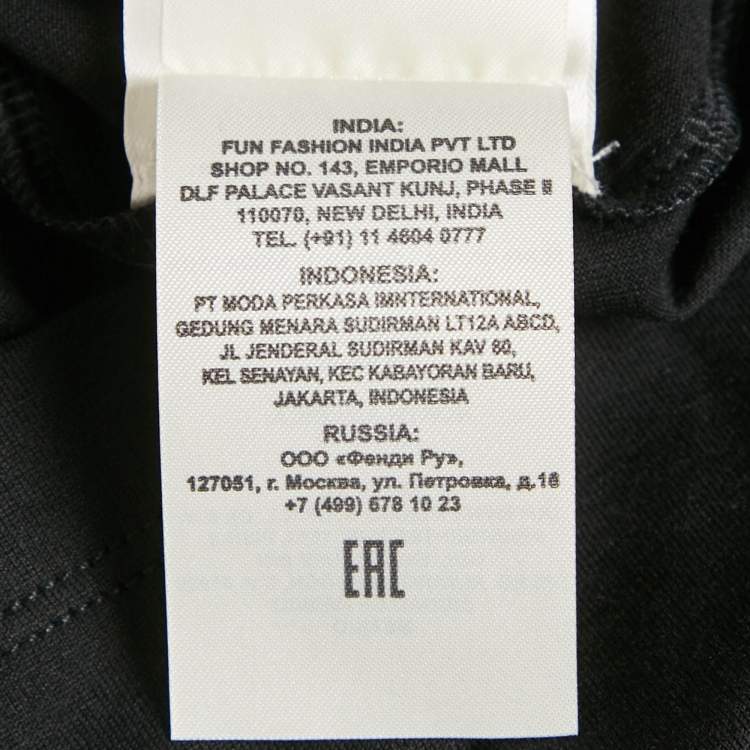 INDIA:
FUN FASHION INDIA PVT LTD
SHOP NO. 143, EMPORIO MALL
DLF PALACE VASANT KUNJ, PHASE II
110070, NEW DELHI, INDIA
TEL. (+91) 11 4604 0777
INDONESIA:
PT MODA PERKASA IMNTERNATIONAL,
GEDUNG MENARA SUDIRMAN LT12A ABCD,
JL JENDERAL SUDIRMAN KAV 60,
KEL SENAYAN, KEC KABAYORAN BARU,
JAKARTA, INDONESIA
RUSSIA:
ООО «Фенди Ру»,
127051, г. Москва, ул. Петровка, д.16
+7 (499) 678 10 23
EAC